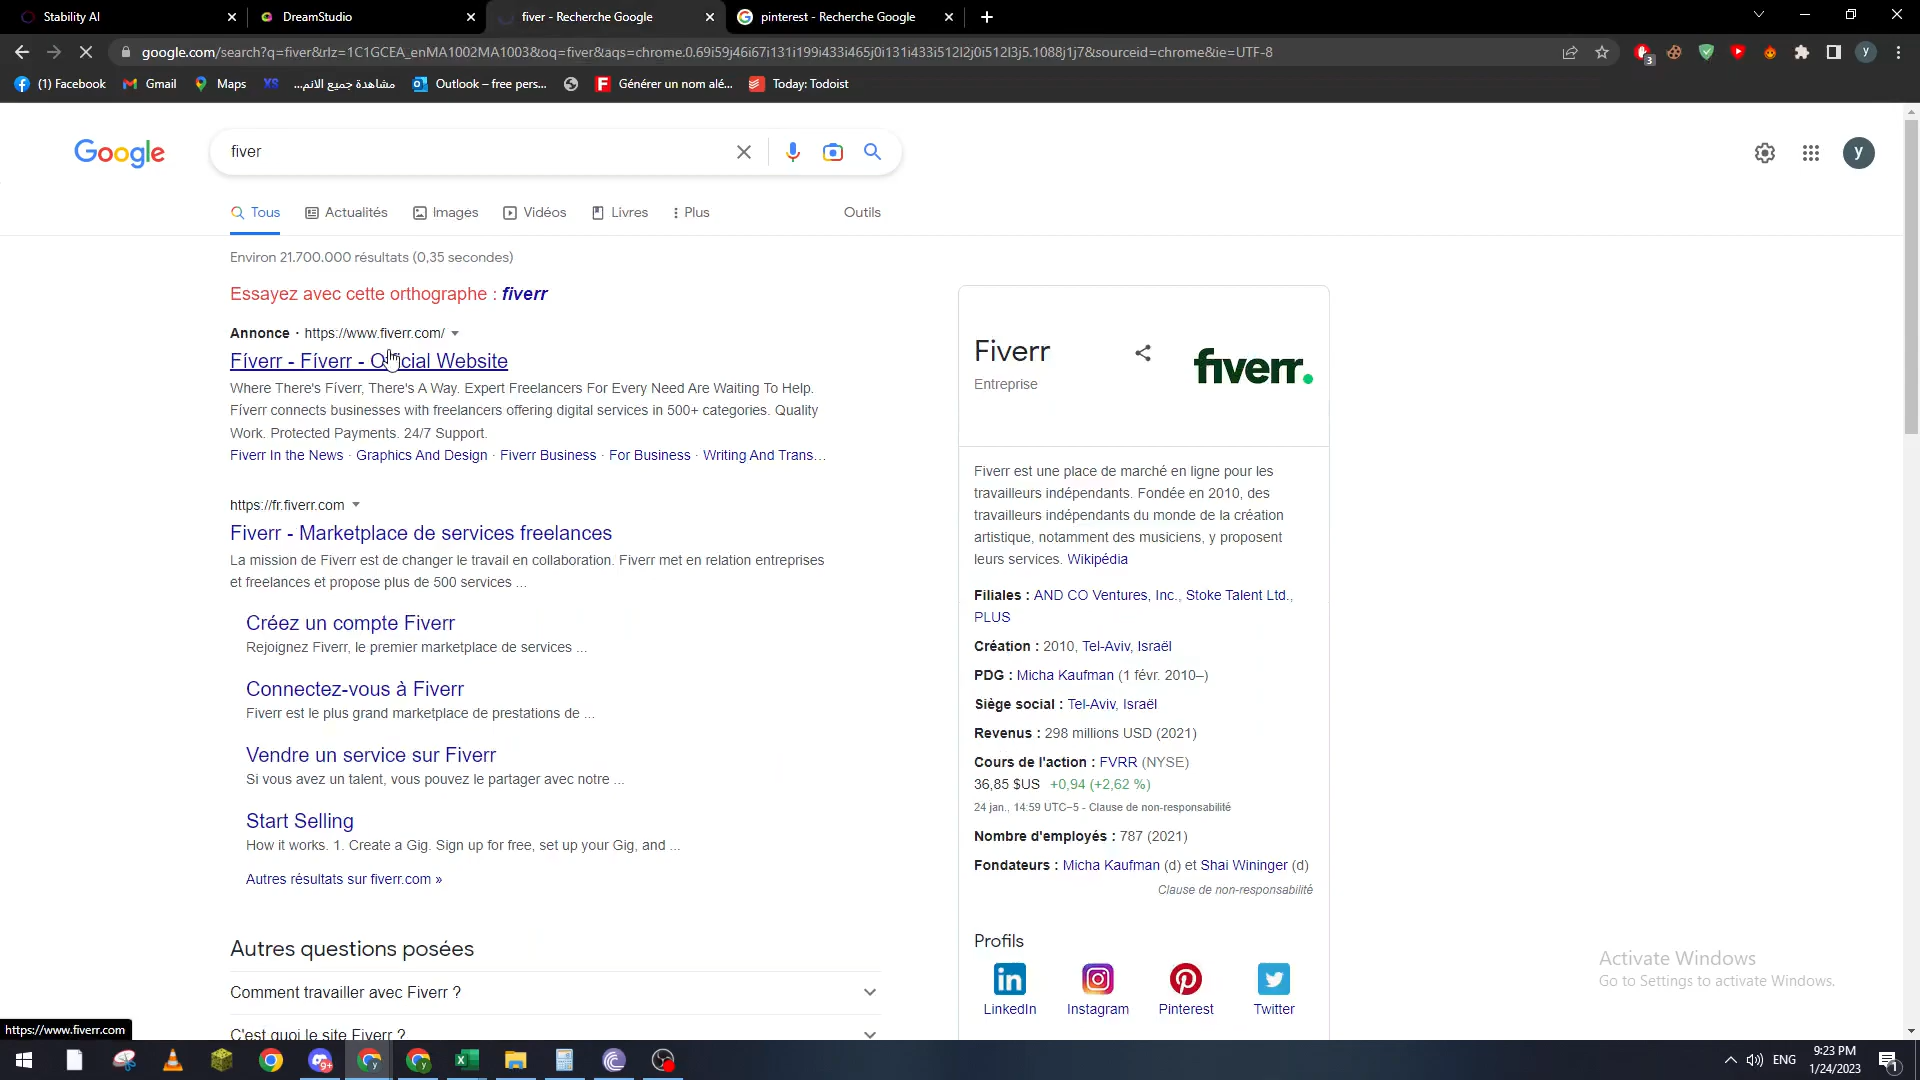 Stability AI
DreamStudio
fiver - Recherche Google
pinterest - Recherche Google
google.com/search?q=fiver&rlz=1C1GCEA_enMA1002MA1003&oq=fiver&aqs=chrome.0.69i59j46i67i131i199i433i465j0i131i433i512l2j0i512l3j5.1088j1j7&sourceid=chrome&ie=UTF-8
3
y
(1) Facebook
Gmail
Maps
XS
مشاهدة جميع الانم...
Outlook – free pers...
Générer un nom alé...
Today: Todoist
Google
fiver
y
Tous
Actualités
Images
Vidéos
Livres
Plus
Outils
Environ 21.700.000 résultats (0,35 secondes)
Essayez avec cette orthographe : fiverr
Annonce · https://www.fiverr.com/
Fíverr - Fíverr - Official Website
Where There's Fíverr, There's A Way. Expert Freelancers For Every Need Are Waiting To Help.
Fíverr connects businesses with freelancers offering digital services in 500+ categories. Quality
Work. Protected Payments. 24/7 Support.
Fiverr In the News · Graphics And Design · Fiverr Business · For Business · Writing And Trans...
https://fr.fiverr.com
Fiverr - Marketplace de services freelances
La mission de Fiverr est de changer le travail en collaboration. Fiverr met en relation entreprises
et freelances et propose plus de 500 services ...
Créez un compte Fiverr
Rejoignez Fiverr, le premier marketplace de services ...
Connectez-vous à Fiverr
Fiverr est le plus grand marketplace de prestations de ...
Vendre un service sur Fiverr
Si vous avez un talent, vous pouvez le partager avec notre ...
Start Selling
How it works. 1. Create a Gig. Sign up for free, set up your Gig, and ...
Autres résultats sur fiverr.com »
Autres questions posées
Comment travailler avec Fiverr ?
C'est quoi le site Fiverr ?
Fiverr
Entreprise
fiverr.
Fiverr est une place de marché en ligne pour les
travailleurs indépendants. Fondée en 2010, des
travailleurs indépendants du monde de la création
artistique, notamment des musiciens, y proposent
leurs services. Wikipédia
Filiales : AND CO Ventures, Inc., Stoke Talent Ltd.,
PLUS
Création : 2010, Tel-Aviv, Israël
PDG : Micha Kaufman (1 févr. 2010–)
Siège social : Tel-Aviv, Israël
Revenus : 298 millions USD (2021)
Cours de l'action : FVRR (NYSE)
36,85 $US +0,94 (+2,62 %)
24 jan., 14:59 UTC−5 - Clause de non-responsabilité
Nombre d'employés : 787 (2021)
Fondateurs : Micha Kaufman (d) et Shai Wininger (d)
Clause de non-responsabilité
Profils
LinkedIn
Instagram
Pinterest
Twitter
Activate Windows
Go to Settings to activate Windows.
https://www.fiverr.com
9+
ENG
9:23 PM
1/24/2023
1